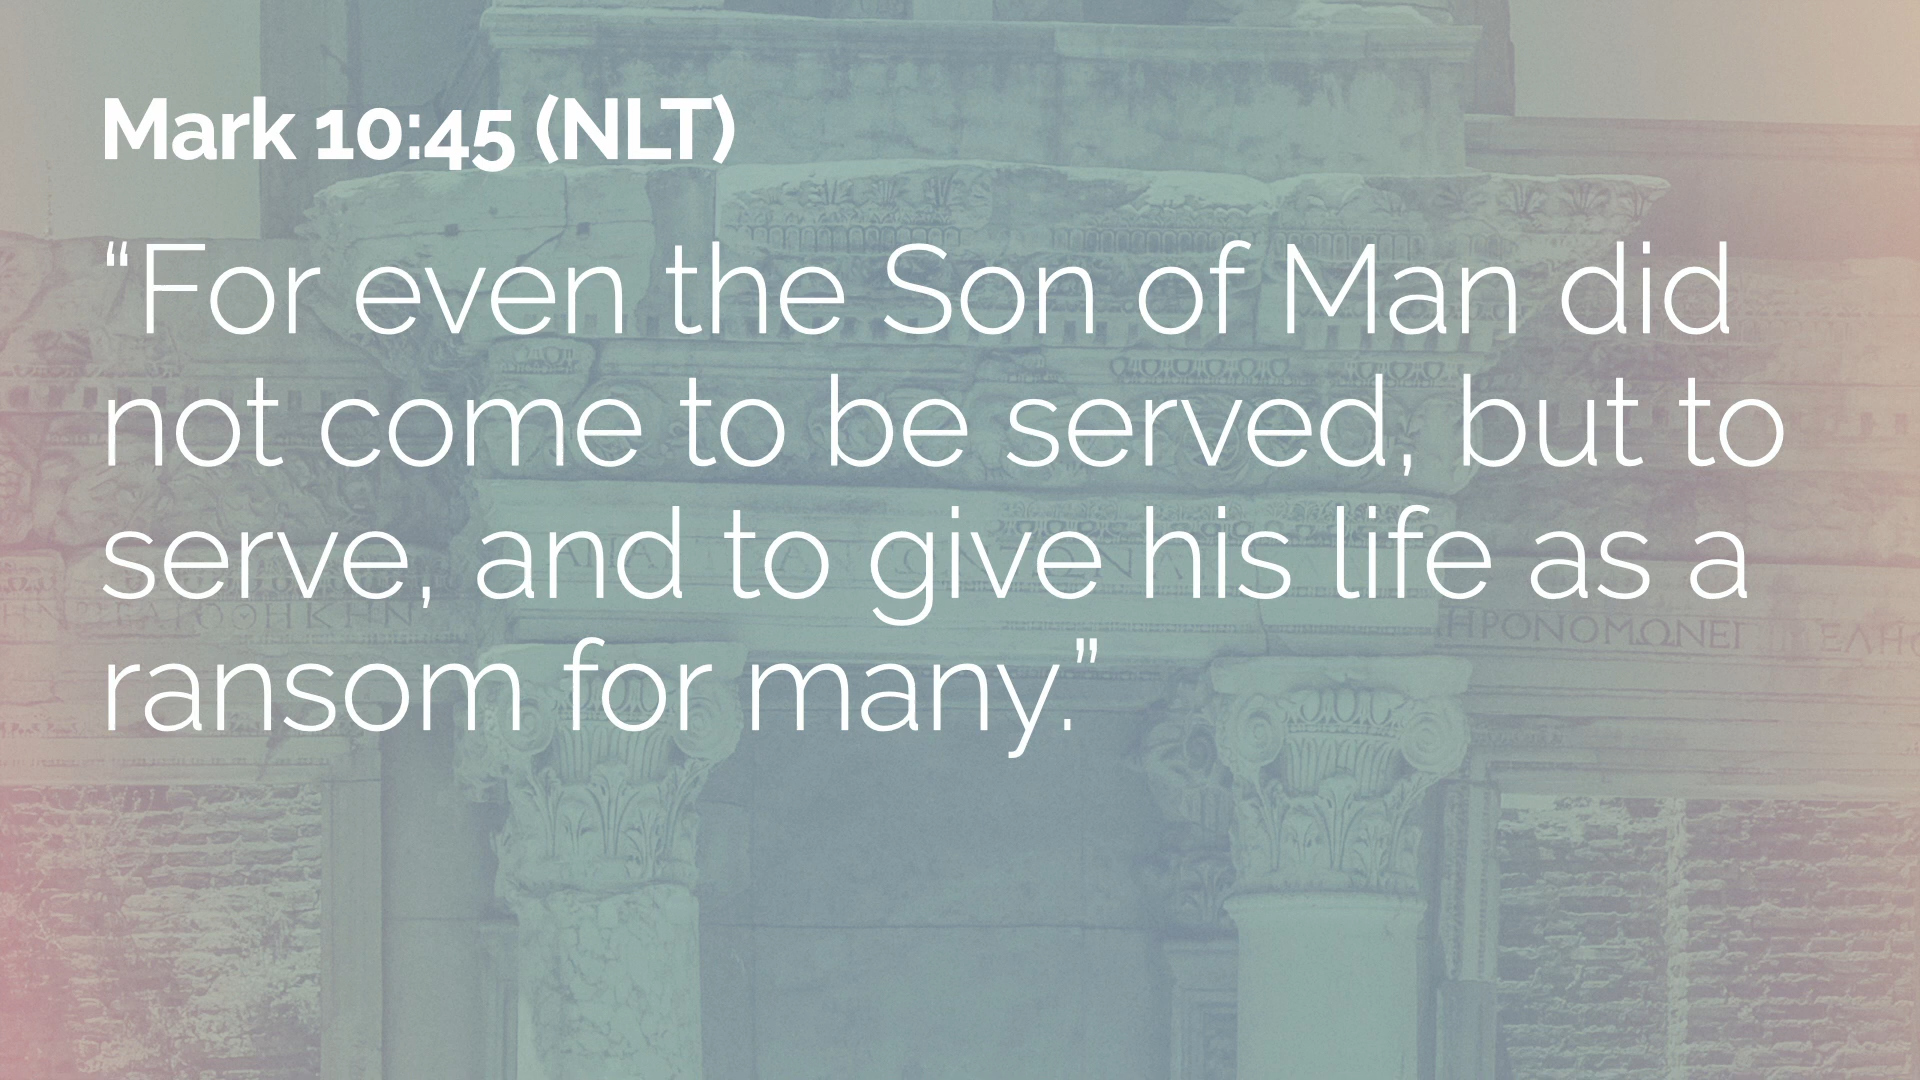 Mark 10:45 (NLT)
“For even the Son of Man did
not come to be served, but to
serve, and to give his life as a
ransom for many.”
ΗΡΟΝΟΜΩΝΕΙ